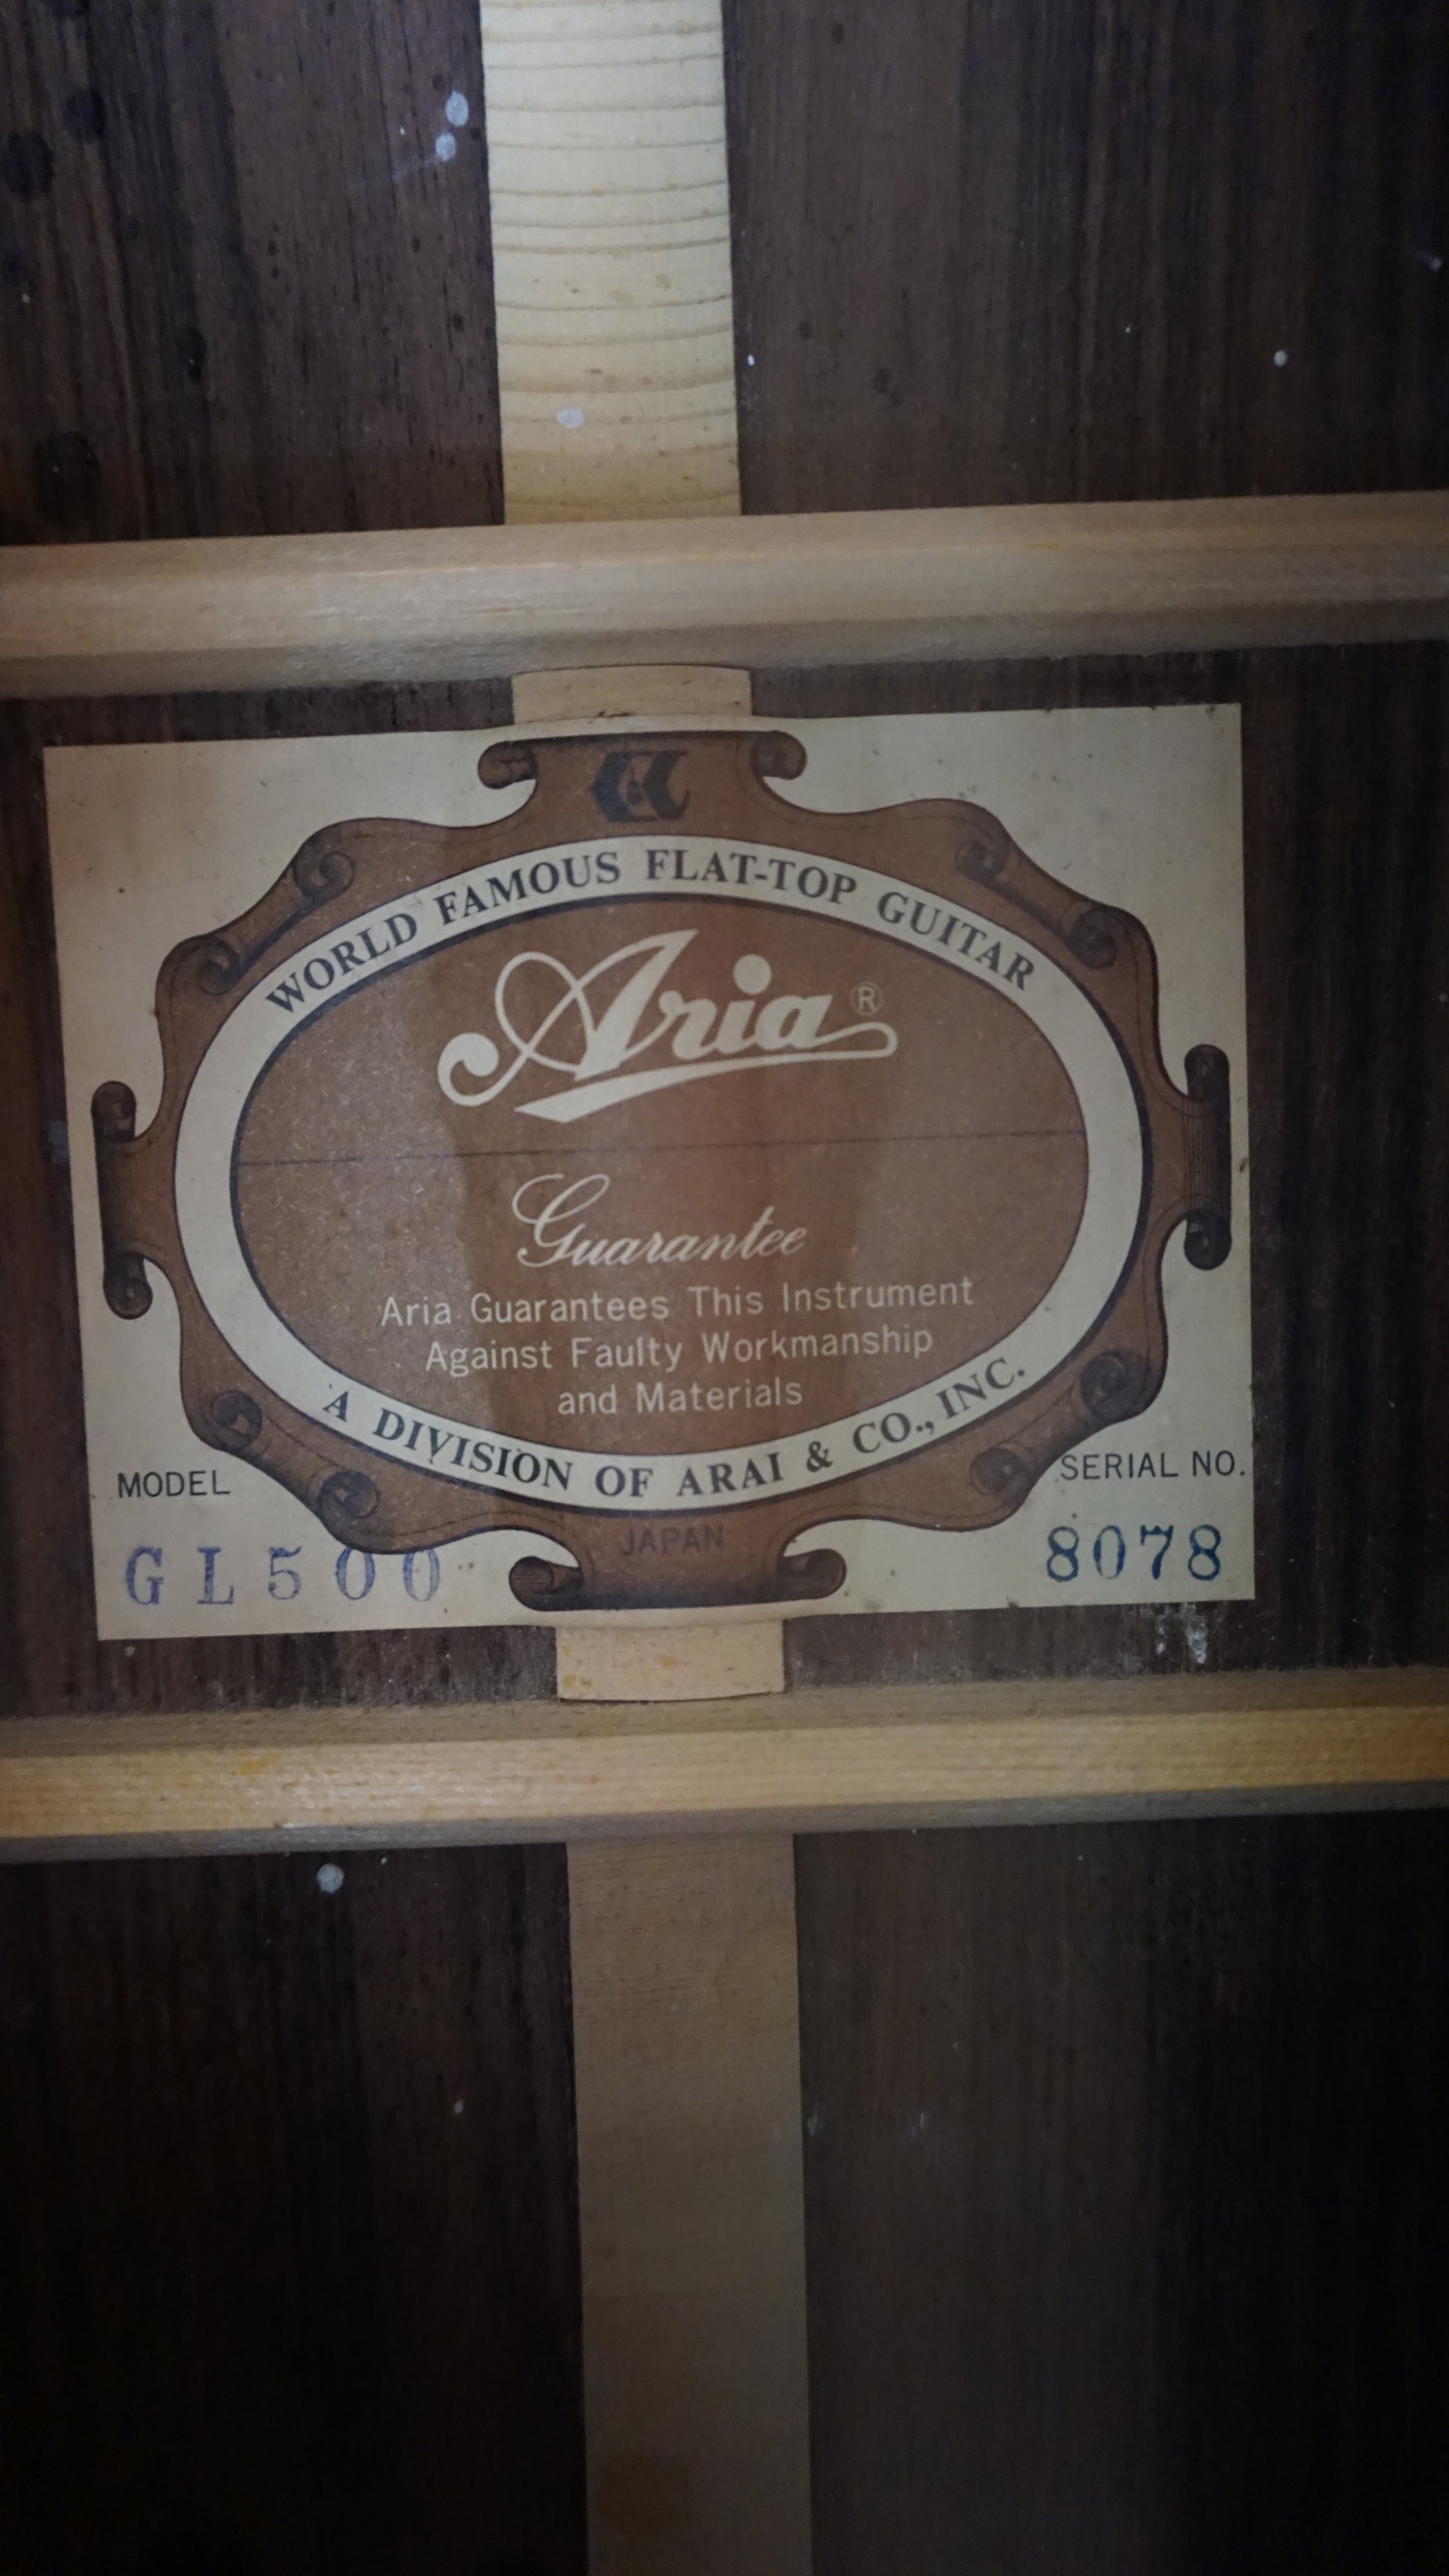 WORLD FAMOUS FLAT-TOP GUITAR
Aria®
Guarantee
Aria Guarantees This Instrument
Against Faulty Workmanship
and Materials
A DIVISION OF ARAI & CO., INC.
MODEL
GL500
JAPAN
SERIAL NO.
8078